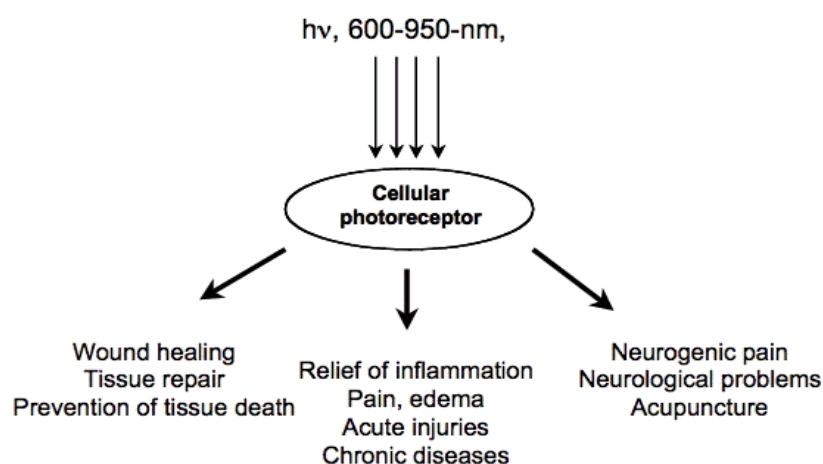 hν, 600-950-nm,
Cellular
photoreceptor
Wound healing
Tissue repair
Prevention of tissue death
Relief of inflammation
Pain, edema
Acute injuries
Chronic diseases
Neurogenic pain
Neurological problems
Acupuncture